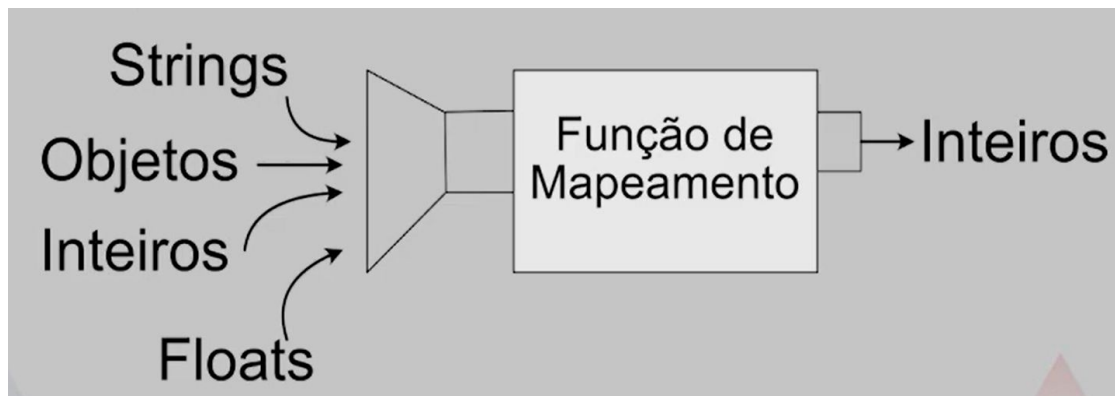 Strings
Objetos
Inteiros
Floats
Função de
Mapeamento
Inteiros